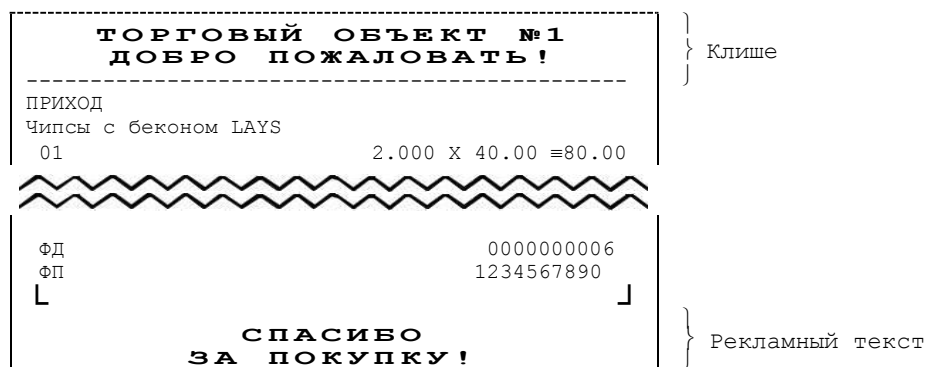 ТОРГОВЫЙ ОБЪЕКТ №1
ДОБРО ПОЖАЛОВАТЬ!
Клише
ПРИХОД
Чипсы с беконом LAYS
01 2.000 X 40.00 ≡80.00
ФД 0000000006
ФП 1234567890
СПАСИБО
ЗА ПОКУПКУ!
Рекламный текст